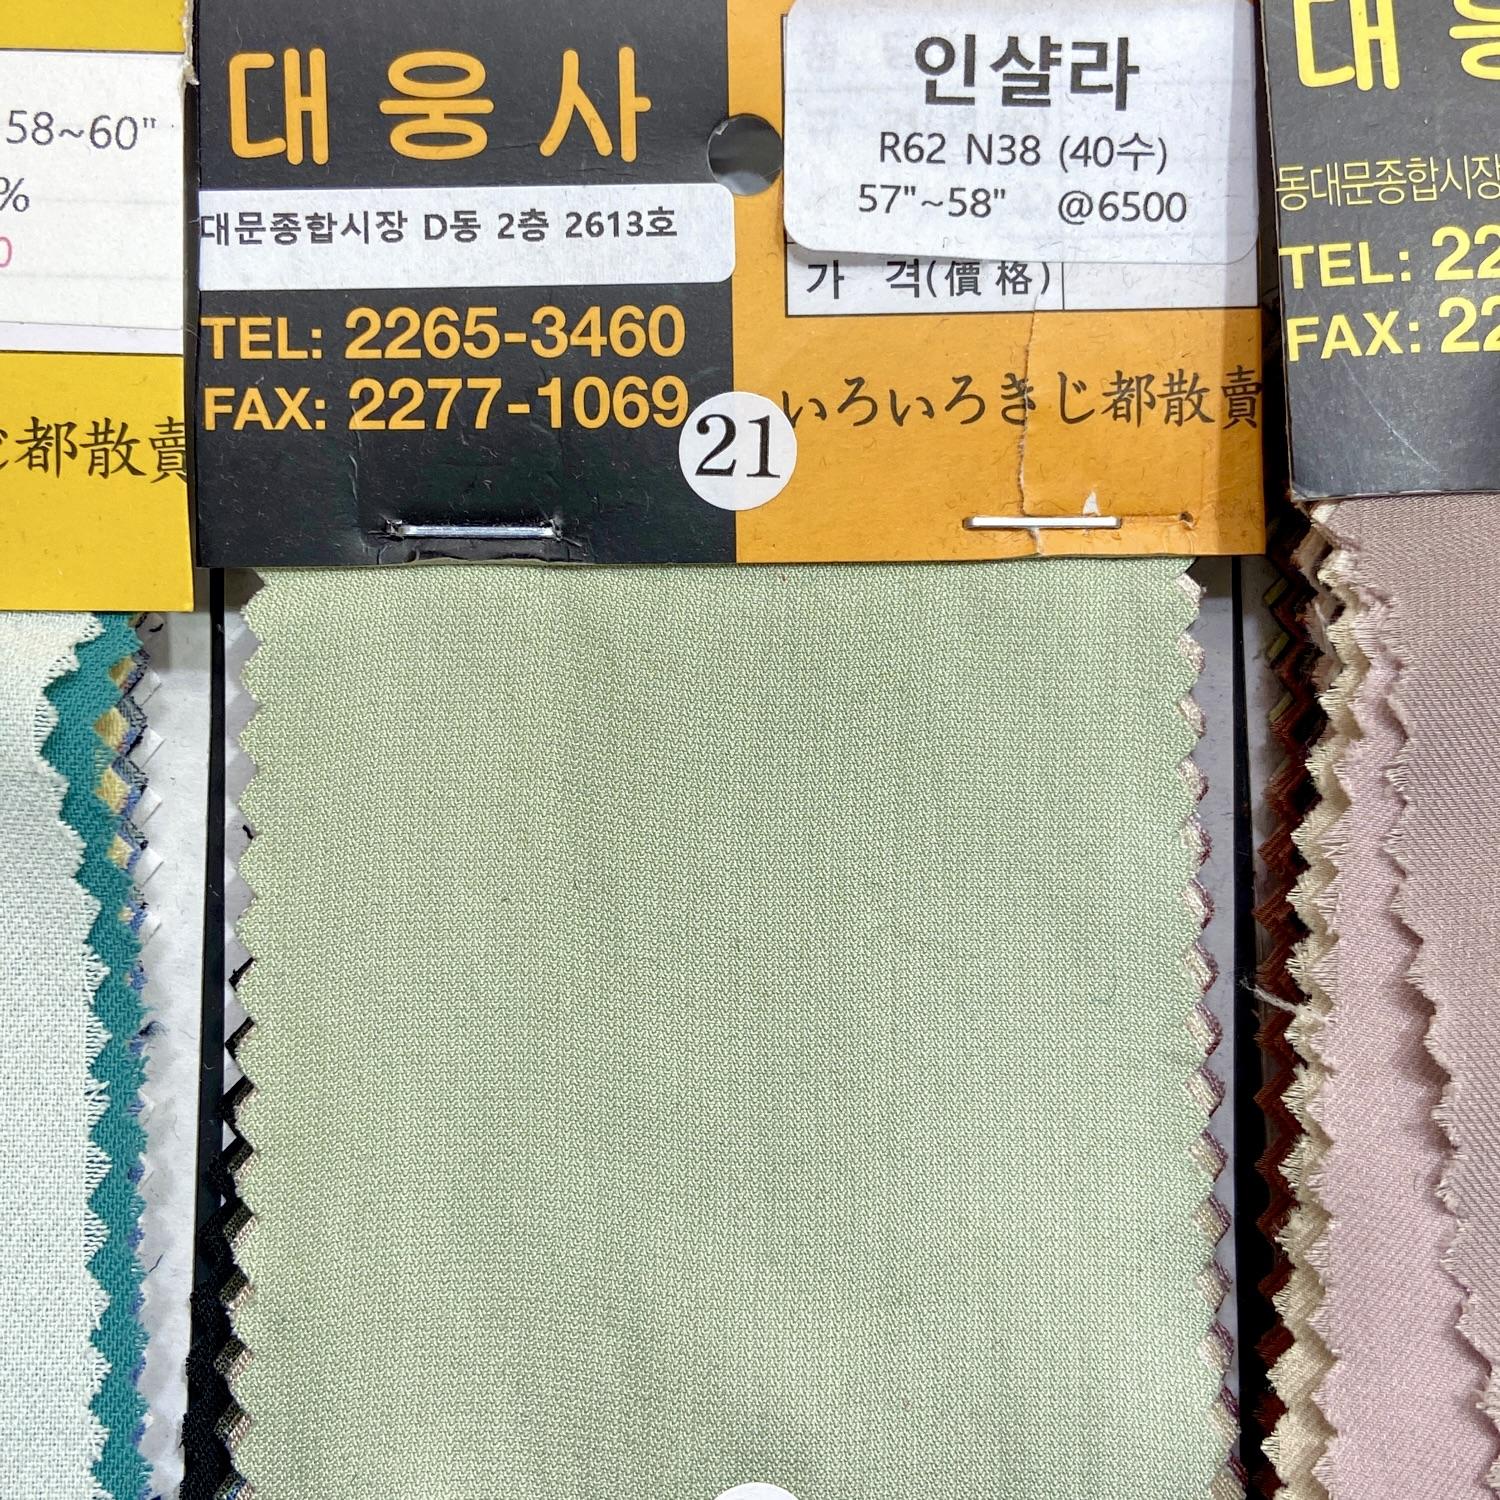 58~60"
%
0
都散賣
대웅사
대문종합시장 D동 2층 2613호
TEL: 2265-3460
FAX: 2277-1069
21
인샬라
R62 N38 (40수)
57"~58" @6500
가 격(價格)
いろいろきじ都散賣
대
동대문종합시장
TEL: 22
FAX: 22